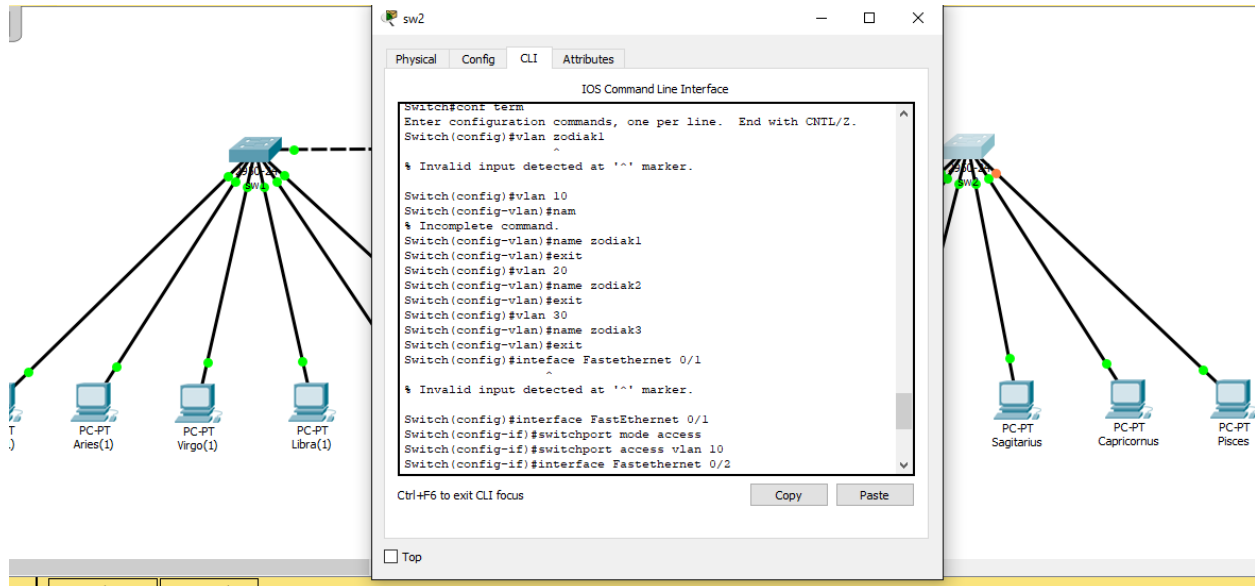 sw2
Physical
Config
CLI
Attributes
IOS Command Line Interface
Switch#conf term
Enter configuration commands, one per line.  End with CNTL/Z.
Switch(config)#vlan zodiak1
^
% Invalid input detected at '^' marker.
Switch(config)#vlan 10
Switch(config-vlan)#nam
% Incomplete command.
Switch(config-vlan)#name zodiak1
Switch(config-vlan)#exit
Switch(config)#vlan 20
Switch(config-vlan)#name zodiak2
Switch(config-vlan)#exit
Switch(config)#vlan 30
Switch(config-vlan)#name zodiak3
Switch(config-vlan)#exit
Switch(config)#inteface Fastethernet 0/1
^
% Invalid input detected at '^' marker.
Switch(config)#interface FastEthernet 0/1
Switch(config-if)#switchport mode access
Switch(config-if)#switchport access vlan 10
Switch(config-if)#interface Fastethernet 0/2
Ctrl+F6 to exit CLI focus
Copy
Paste
Top
sw1
PC-PT
Aries(1)
PC-PT
Virgo(1)
PC-PT
Libra(1)
sw2
PC-PT
Sagitarius
PC-PT
Capricornus
PC-PT
Pisces